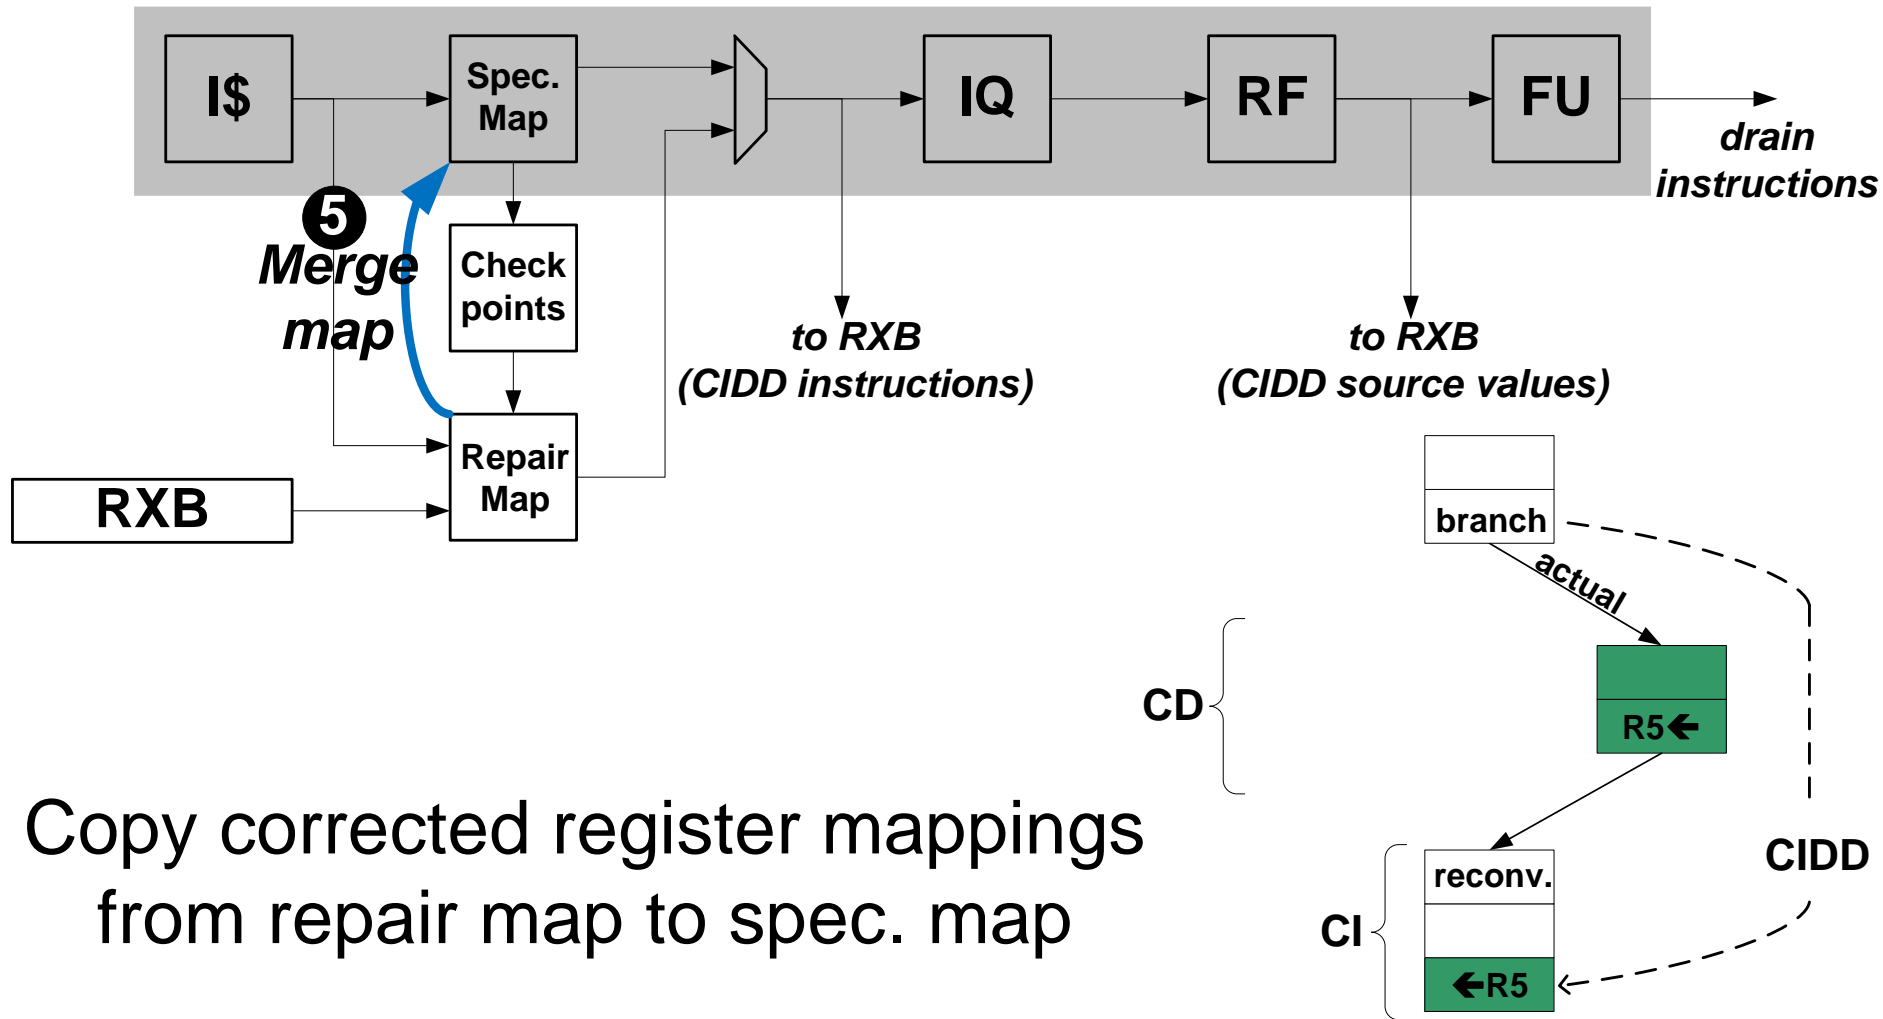 I$
Spec.
Map
IQ
RF
FU
drain
instructions
5
Merge
map
Check
points
to RXB
(CIDD instructions)
to RXB
(CIDD source values)
Repair
Map
RXB
branch
actual
CD
R5🡸
Copy corrected register mappings
from repair map to spec. map
CIDD
reconv.
CI
🡸R5